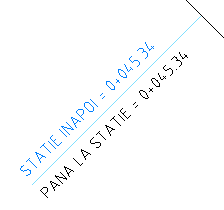 STATIE INAPOI = 0+045.34
PANA LA STATIE = 0+045.34